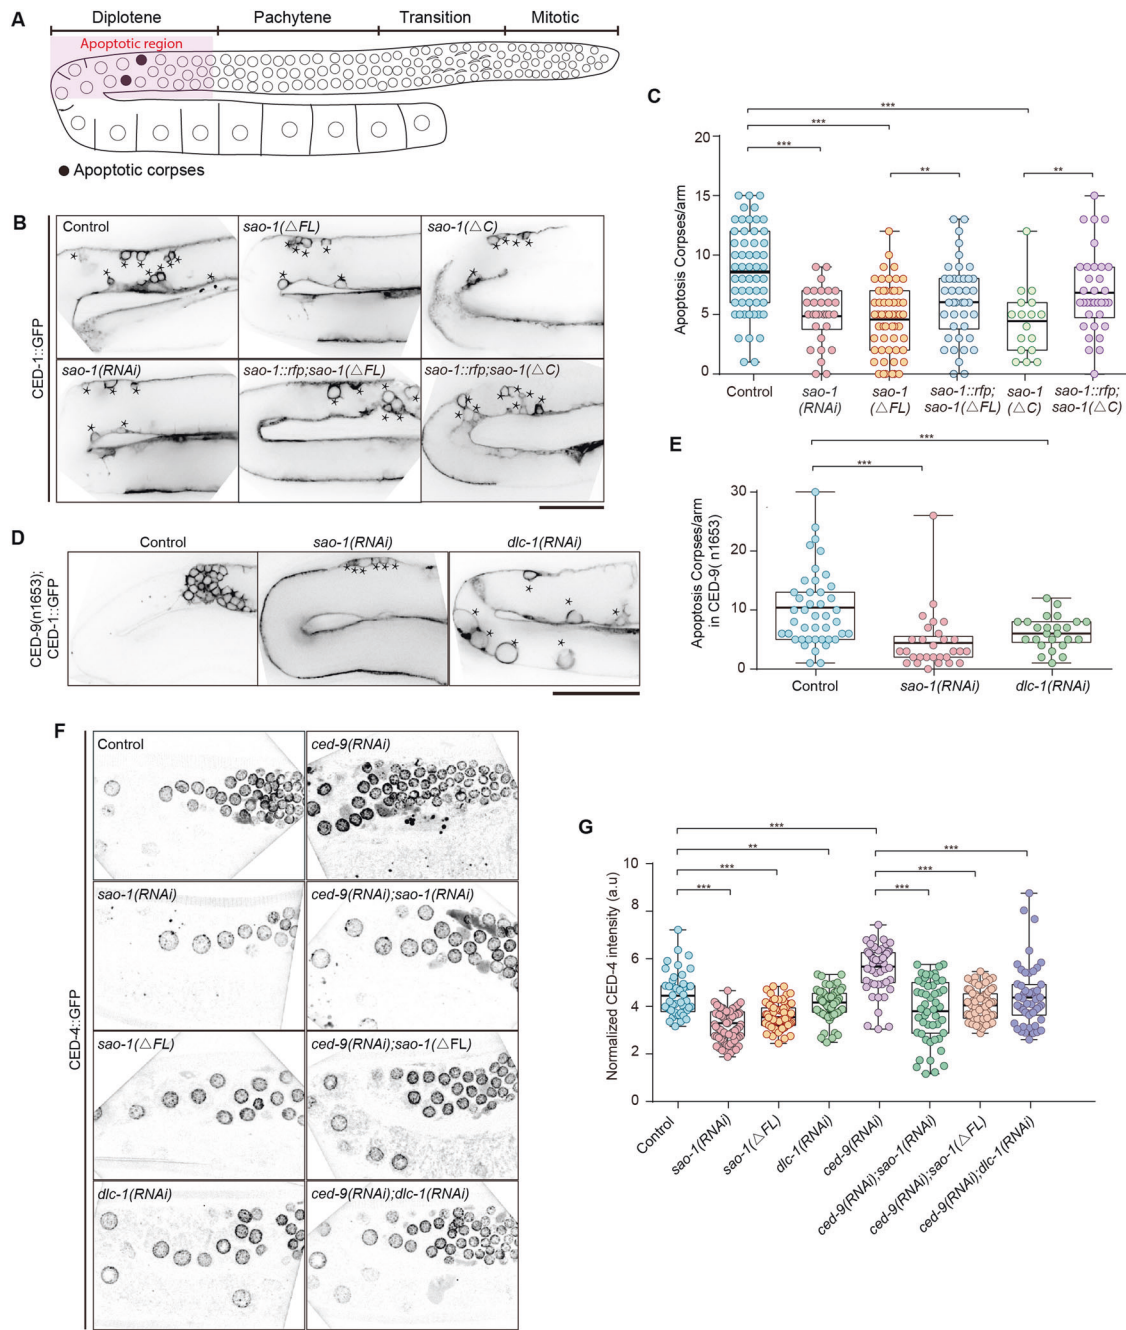 A
Diplotene
Pachytene
Transition
Mitotic
Apoptotic region
Apoptotic corpses
B
CED-1::GFP
Control
sao-1(△FL)
sao-1(△C)
sao-1(RNAi)
sao-1::rfp;sao-1(△FL)
sao-1::rfp;sao-1(△C)
C
Apoptosis Corpses/arm
20
15
10
5
0
***
***
***
**
**
Control
sao-1
(RNAi)
sao-1
(△FL)
sao-1::rfp;
sao-1(△FL)
sao-1
(△C)
sao-1::rfp;
sao-1(△C)
D
CED-9(n1653);
CED-1::GFP
Control
sao-1(RNAi)
dlc-1(RNAi)
E
Apoptosis Corpses/arm
in CED-9( n1653)
30
20
10
0
***
***
Control
sao-1(RNAi)
dlc-1(RNAi)
F
CED-4::GFP
Control
ced-9(RNAi)
sao-1(RNAi)
ced-9(RNAi);sao-1(RNAi)
sao-1(△FL)
ced-9(RNAi);sao-1(△FL)
dlc-1(RNAi)
ced-9(RNAi);dlc-1(RNAi)
G
Normalized CED-4 intensity (a.u)
10
8
6
4
2
0
***
**
***
***
***
***
***
Control
sao-1(RNAi)
sao-1(△FL)
dlc-1(RNAi)
ced-9(RNAi)
ced-9(RNAi);sao-1(RNAi)
ced-9(RNAi);sao-1(△FL)
ced-9(RNAi);dlc-1(RNAi)